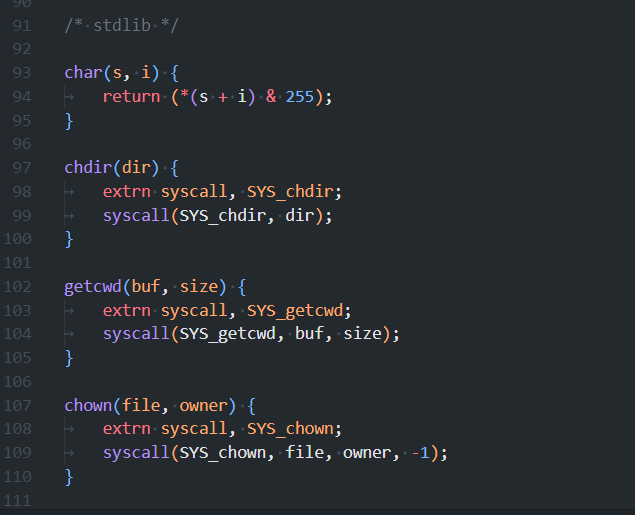 90
91 /* stdlib */
92
93 char(s, i) {
94 return (*(s + i) & 255);
95 }
96
97 chdir(dir) {
98 extrn syscall, SYS_chdir;
99 syscall(SYS_chdir, dir);
100 }
101
102 getcwd(buf, size) {
103 extrn syscall, SYS_getcwd;
104 syscall(SYS_getcwd, buf, size);
105 }
106
107 chown(file, owner) {
108 extrn syscall, SYS_chown;
109 syscall(SYS_chown, file, owner, -1);
110 }
111